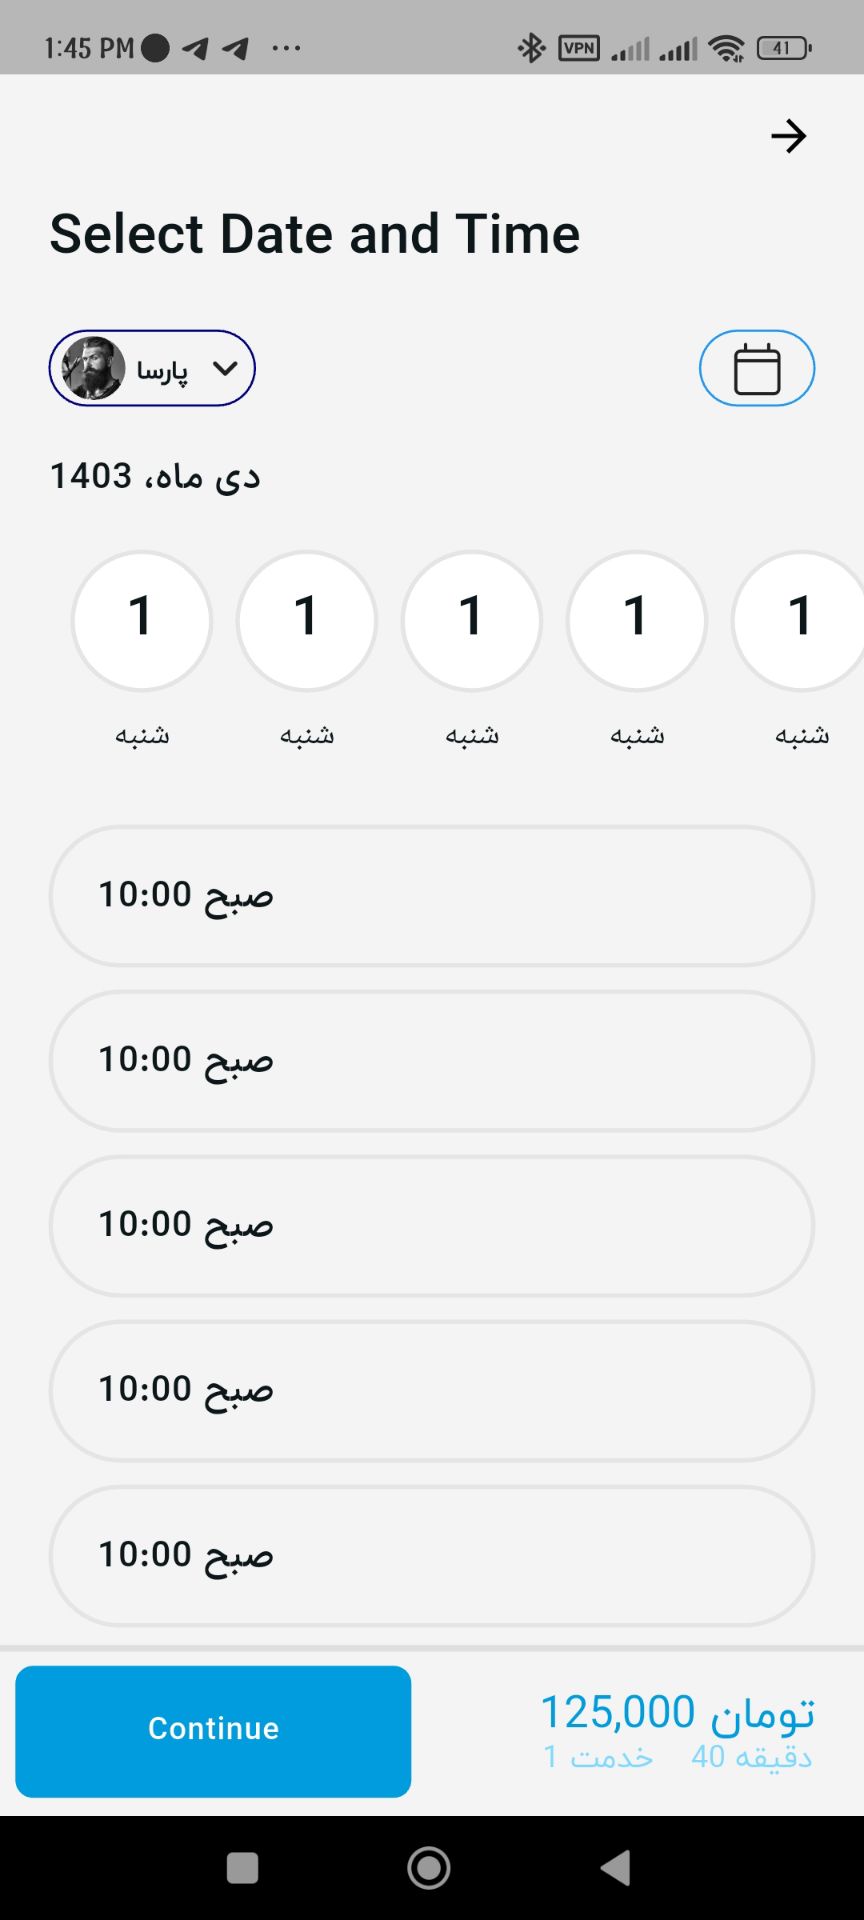 1:45 PM VPN 41
Select Date and Time
پارسا
دی ماه، 1403
1 1 1 1 1
شنبه شنبه شنبه شنبه شنبه
10:00 صبح
10:00 صبح
10:00 صبح
10:00 صبح
10:00 صبح
Continue
125,000 تومان
1 خدمت 40 دقیقه